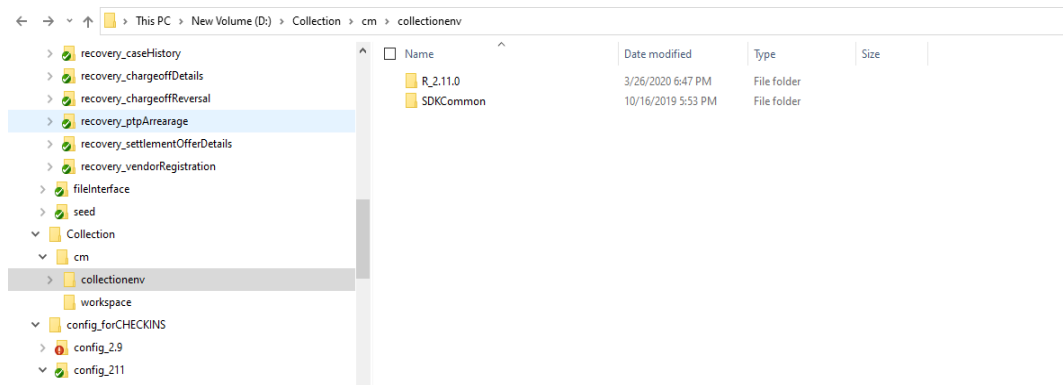 This PC > New Volume (D:) > Collection > cm > collectionenv
recovery_caseHistory
recovery_chargeoffDetails
recovery_chargeoffReversal
recovery_ptpArrearage
recovery_settlementOfferDetails
recovery_vendorRegistration
fileInterface
seed
Collection
cm
collectionenv
workspace
config_forCHECKINS
config_2.9
config_211
Name Date modified Type Size
R_2.11.0 3/26/2020 6:47 PM File folder
SDKCommon 10/16/2019 5:53 PM File folder